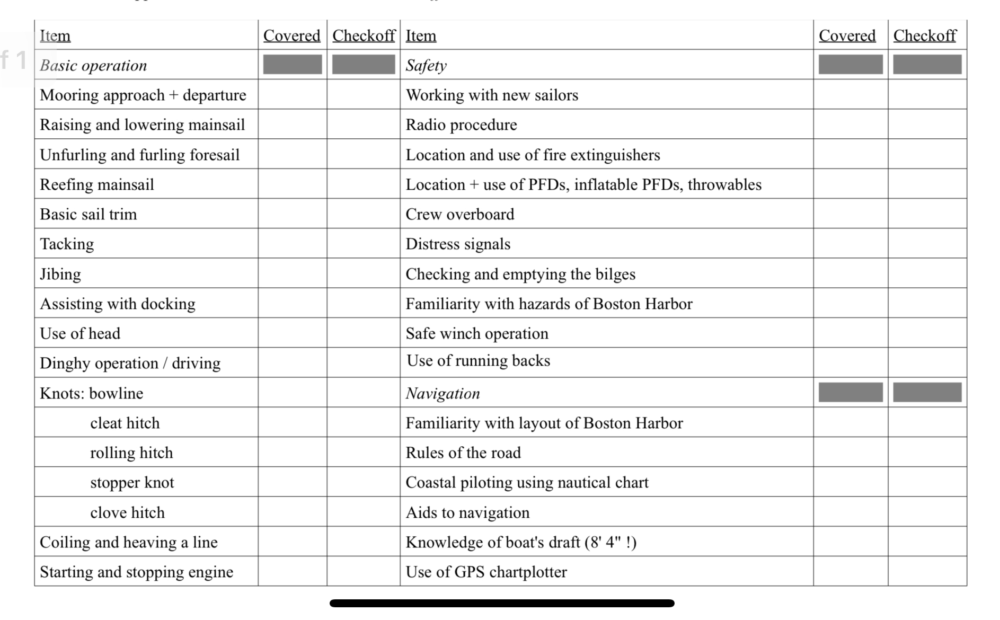 Item Covered Checkoff Item Covered Checkoff
f 1
Basic operation Safety
Mooring approach + departure Working with new sailors
Raising and lowering mainsail Radio procedure
Unfurling and furling foresail Location and use of fire extinguishers
Reefing mainsail Location + use of PFDs, inflatable PFDs, throwables
Basic sail trim Crew overboard
Tacking Distress signals
Jibing Checking and emptying the bilges
Assisting with docking Familiarity with hazards of Boston Harbor
Use of head Safe winch operation
Dinghy operation / driving Use of running backs
Knots: bowline Navigation
cleat hitch Familiarity with layout of Boston Harbor
rolling hitch Rules of the road
stopper knot Coastal piloting using nautical chart
clove hitch Aids to navigation
Coiling and heaving a line Knowledge of boat's draft (8' 4" !)
Starting and stopping engine Use of GPS chartplotter